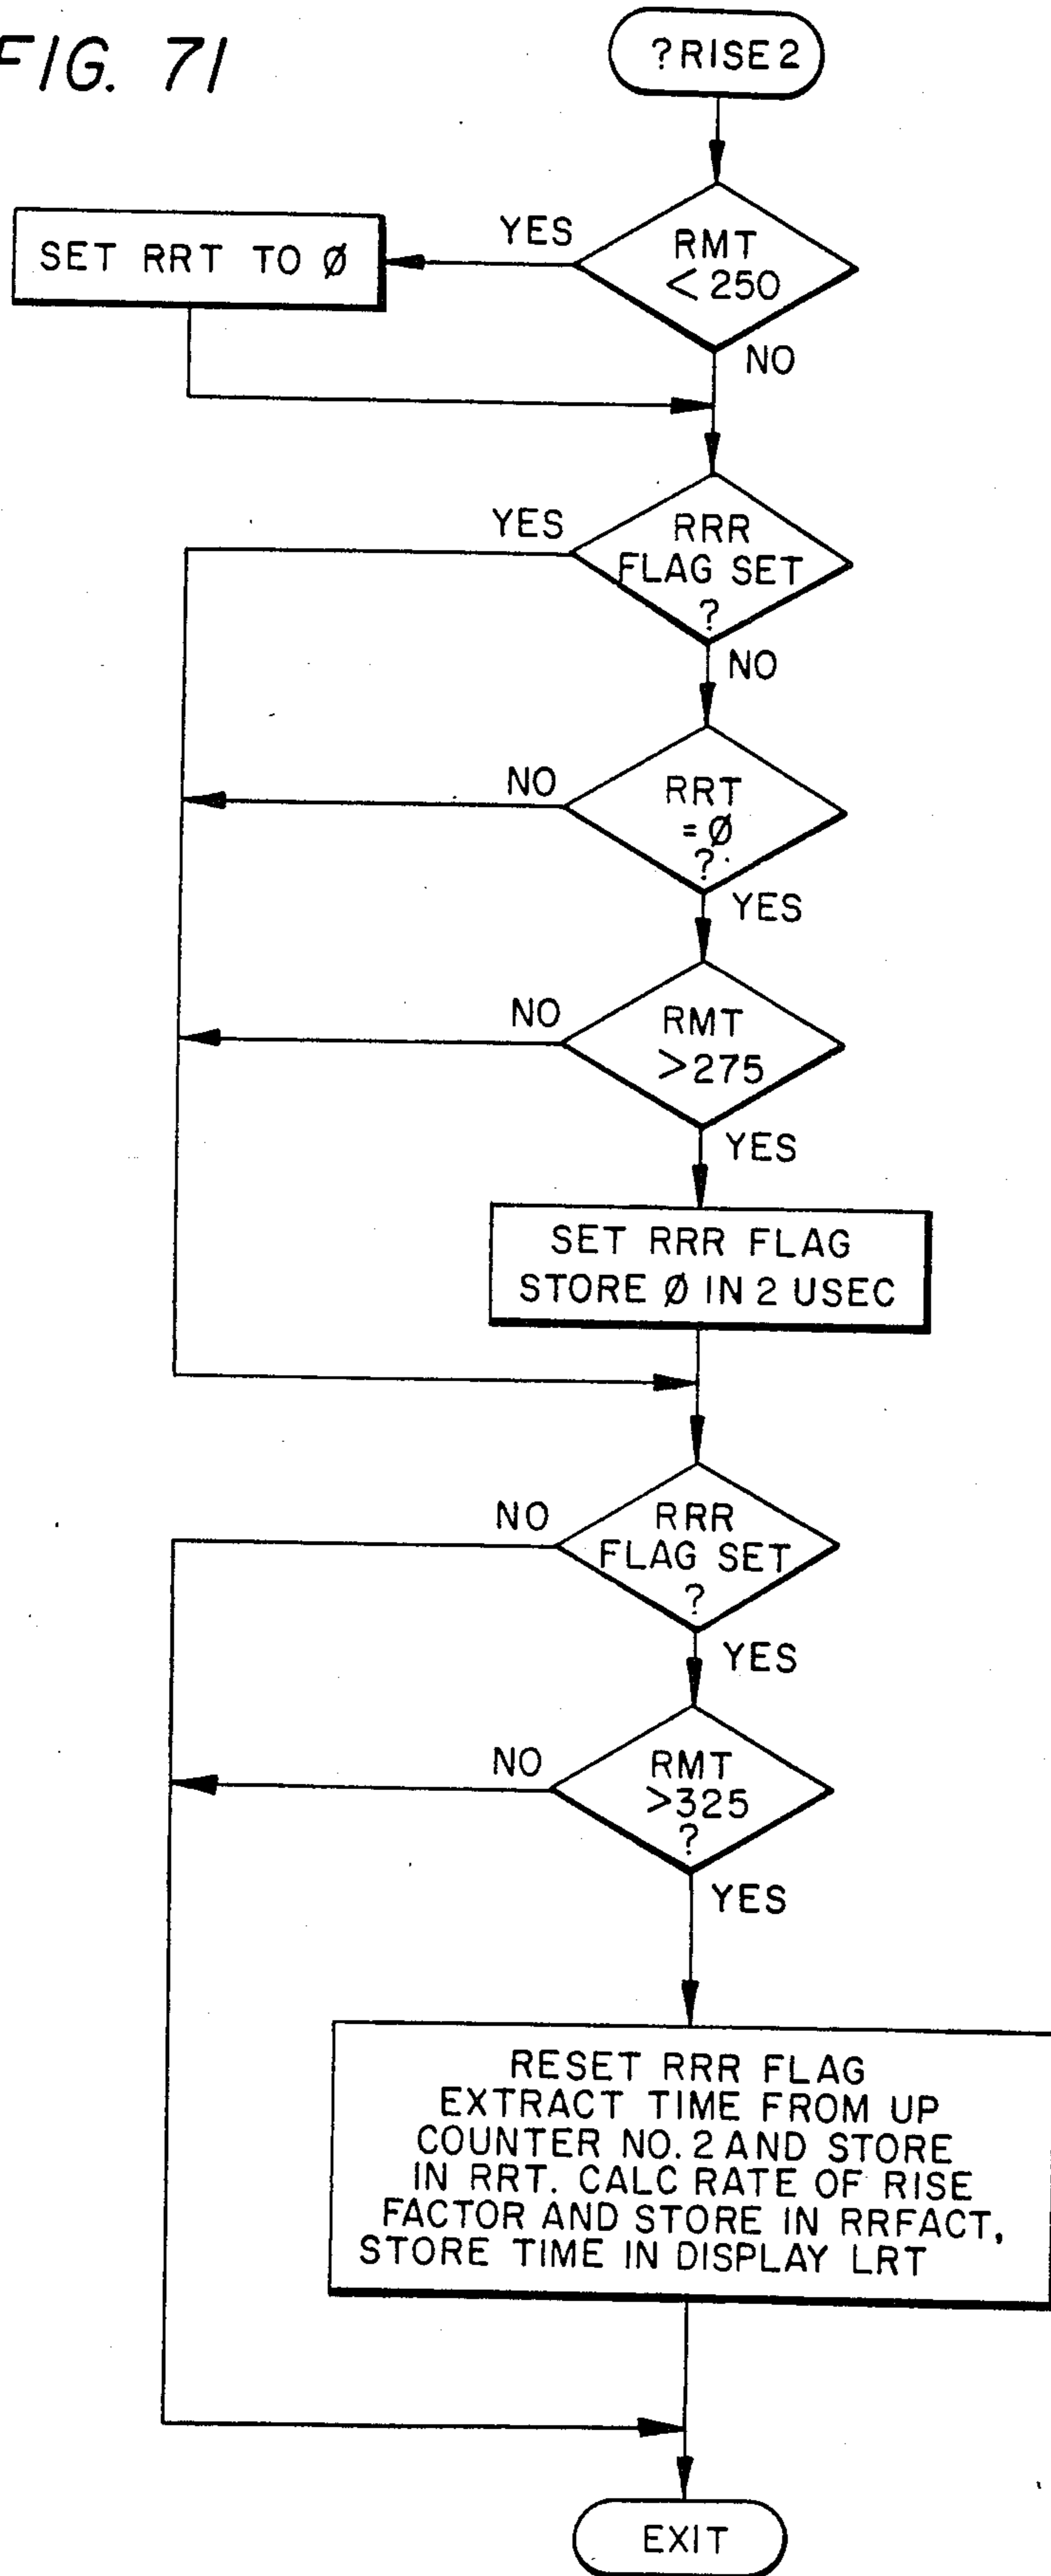 FIG. 71
?RISE2
YES
RMT
< 250
SET RRT TO Ø
NO
YES
RRR
FLAG SET
?
NO
NO
RRT
=Ø
?
YES
NO
RMT
>275
YES
SET RRR FLAG
STORE Ø IN 2 USEC
NO
RRR
FLAG SET
?
YES
NO
RMT
>325
?
YES
RESET RRR FLAG
EXTRACT TIME FROM UP
COUNTER NO. 2 AND STORE
IN RRT. CALC RATE OF RISE
FACTOR AND STORE IN RRFACT,
STORE TIME IN DISPLAY LRT
EXIT